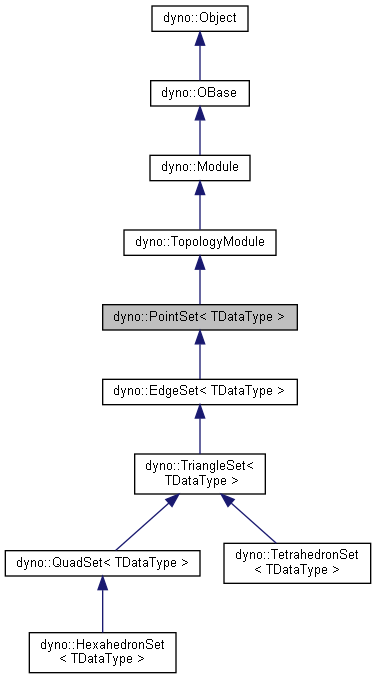 dyno::Object
dyno::OBase
dyno::Module
dyno::TopologyModule
dyno::PointSet< TDataType >
dyno::EdgeSet< TDataType >
dyno::TriangleSet<
TDataType >
dyno::QuadSet< TDataType >
dyno::TetrahedronSet
< TDataType >
dyno::HexahedronSet
< TDataType >